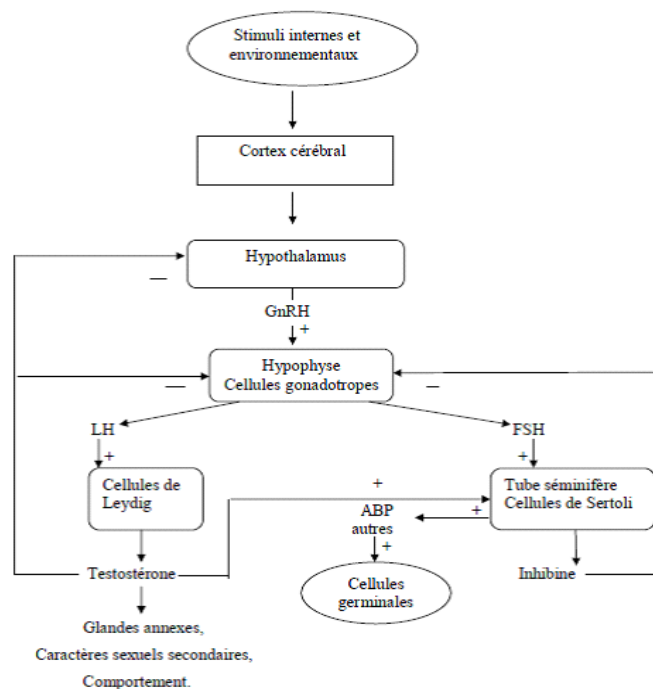 Stimuli internes et
environnementaux
Cortex cérébral
Hypothalamus
—
GnRH
+
Hypophyse
Cellules gonadotropes
—
—
LH
FSH
+
+
Cellules de
Leydig
+
Tube séminifère
Cellules de Sertoli
ABP
autres
+
+
Testostérone
Cellules
germinales
Inhibine
Glandes annexes,
Caractères sexuels secondaires,
Comportement.